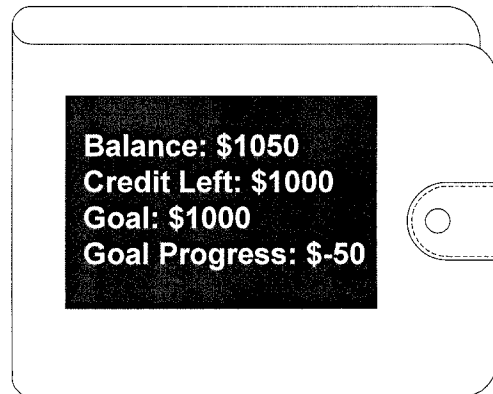 Balance: $1050
Credit Left: $1000
Goal: $1000
Goal Progress: $-50